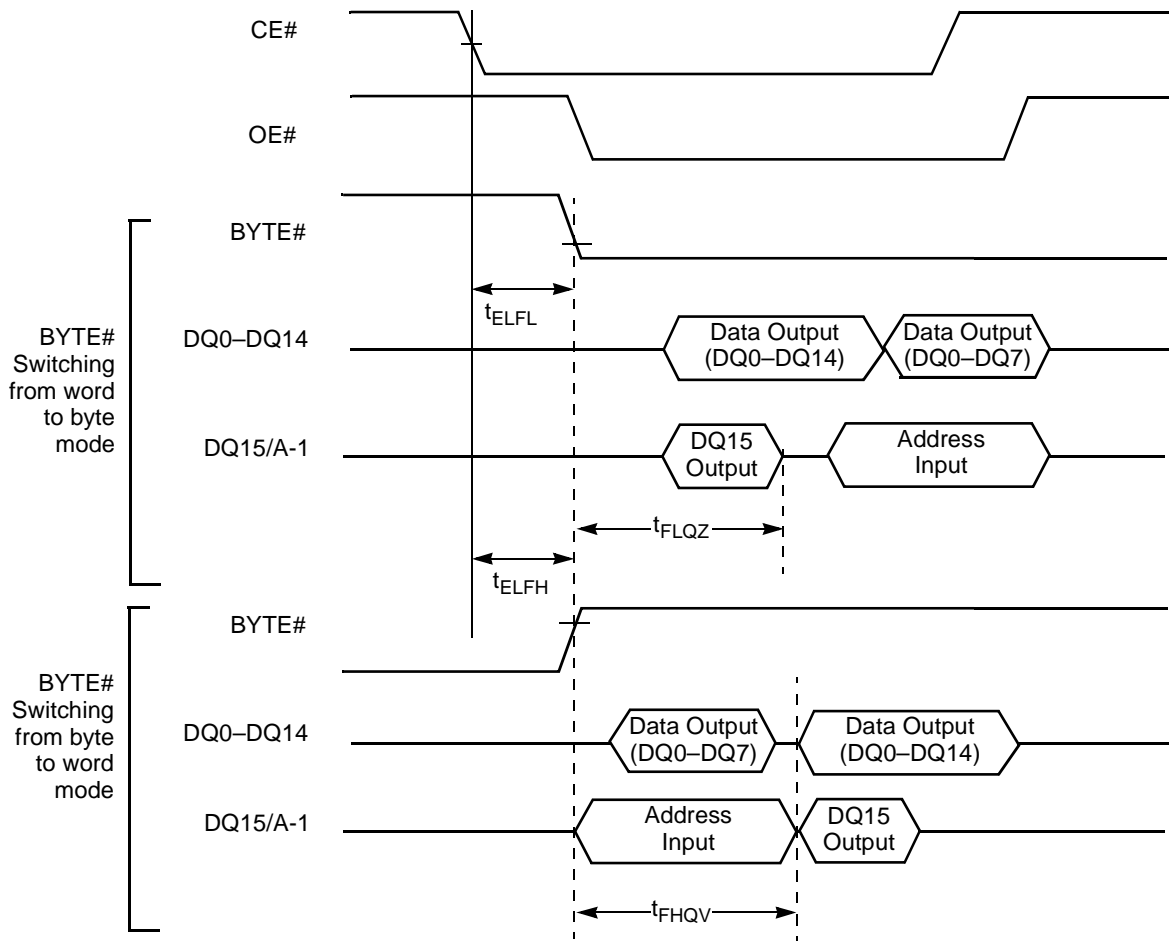 CE#
OE#
BYTE#
tELFL
BYTE#
Switching
from word
to byte
mode
DQ0–DQ14
Data Output
(DQ0–DQ14)
Data Output
(DQ0–DQ7)
DQ15/A-1
DQ15
Output
Address
Input
tFLQZ
tELFH
BYTE#
BYTE#
Switching
from byte
to word
mode
DQ0–DQ14
Data Output
(DQ0–DQ7)
Data Output
(DQ0–DQ14)
DQ15/A-1
Address
Input
DQ15
Output
tFHQV